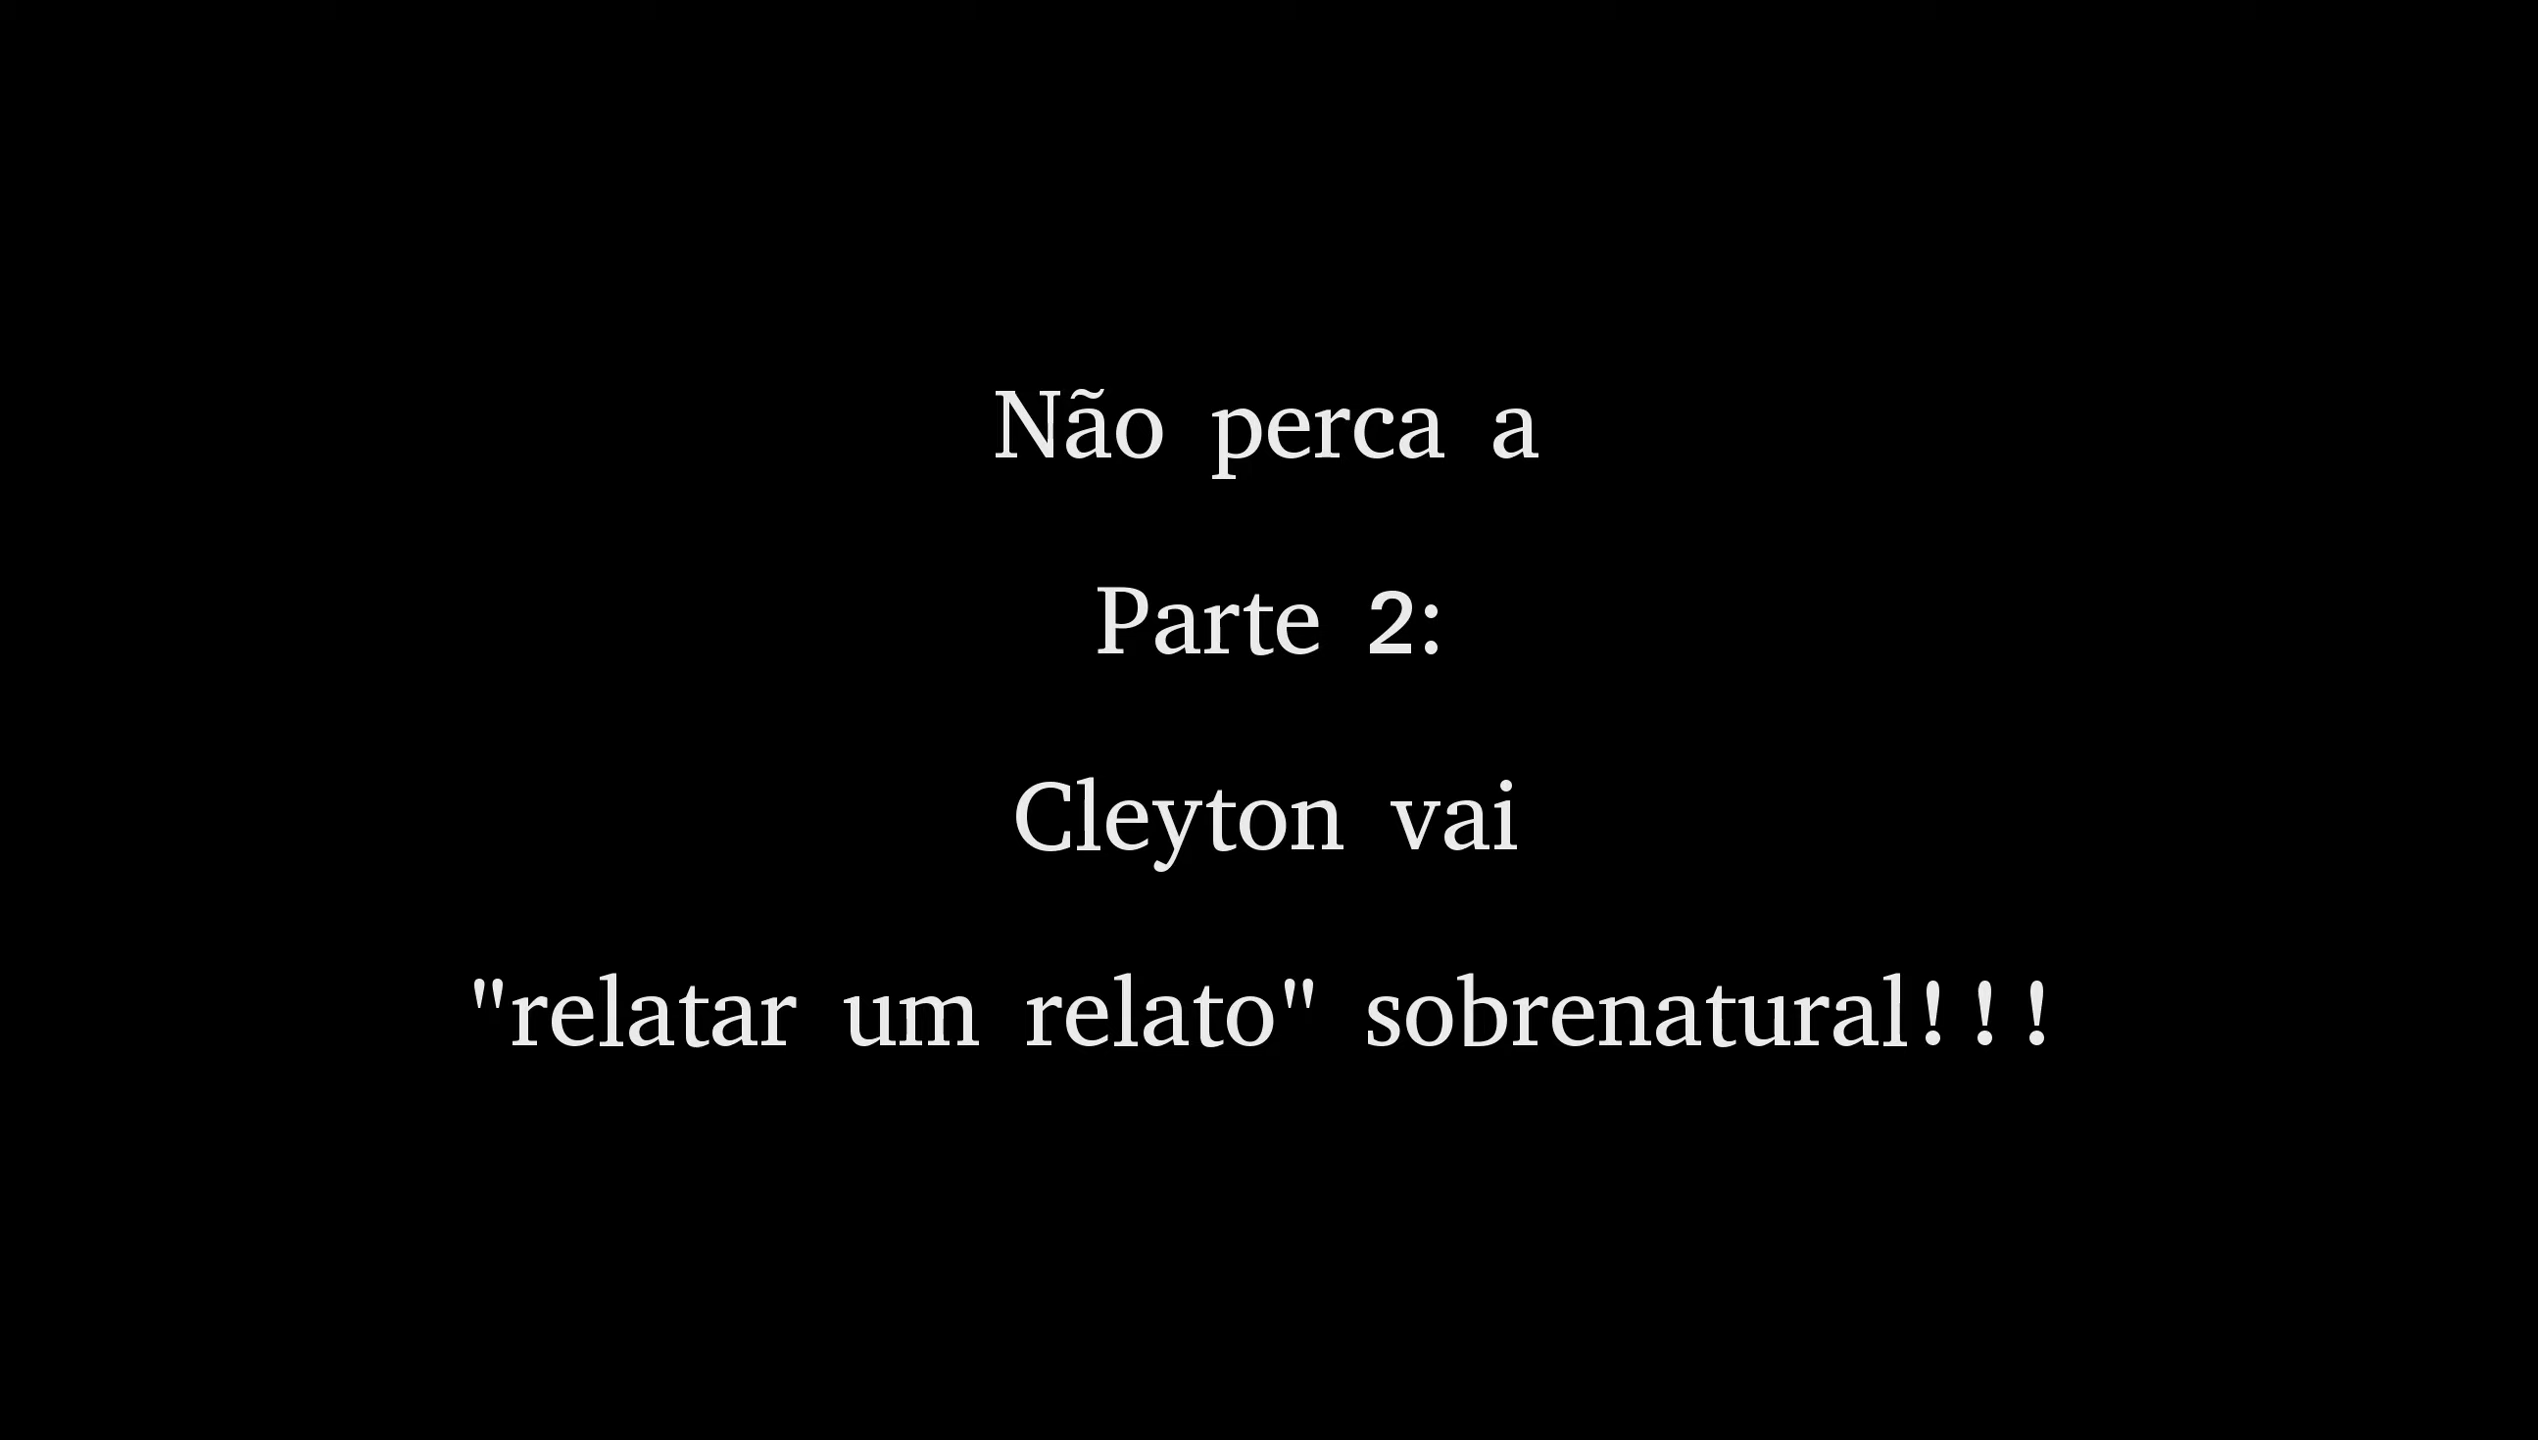 Não perca a
Parte 2:
Cleyton vai
"relatar um relato" sobrenatural!!!